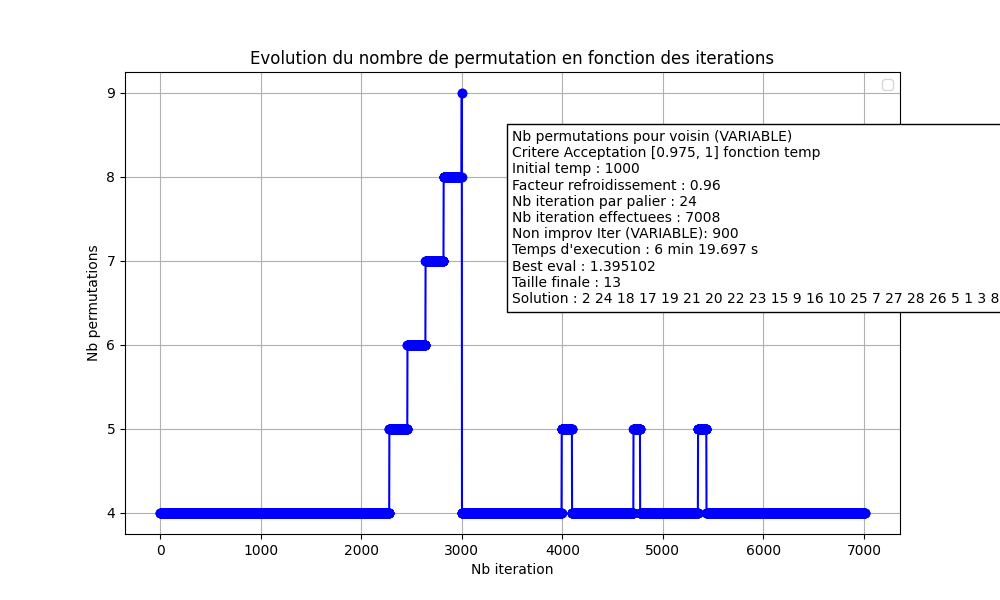 Evolution du nombre de permutation en fonction des iterations
9
8
7
6
5
4
Nb permutations
Nb permutations pour voisin (VARIABLE)
Critere Acceptation [0.975, 1] fonction temp
Initial temp : 1000
Facteur refroidissement : 0.96
Nb iteration par palier : 24
Nb iteration effectuees : 7008
Non improv Iter (VARIABLE): 900
Temps d'execution : 6 min 19.697 s
Best eval : 1.395102
Taille finale : 13
Solution : 2 24 18 17 19 21 20 22 23 15 9 16 10 25 7 27 28 26 5 1 3 8
0 1000 2000 3000 4000 5000 6000 7000
Nb iteration